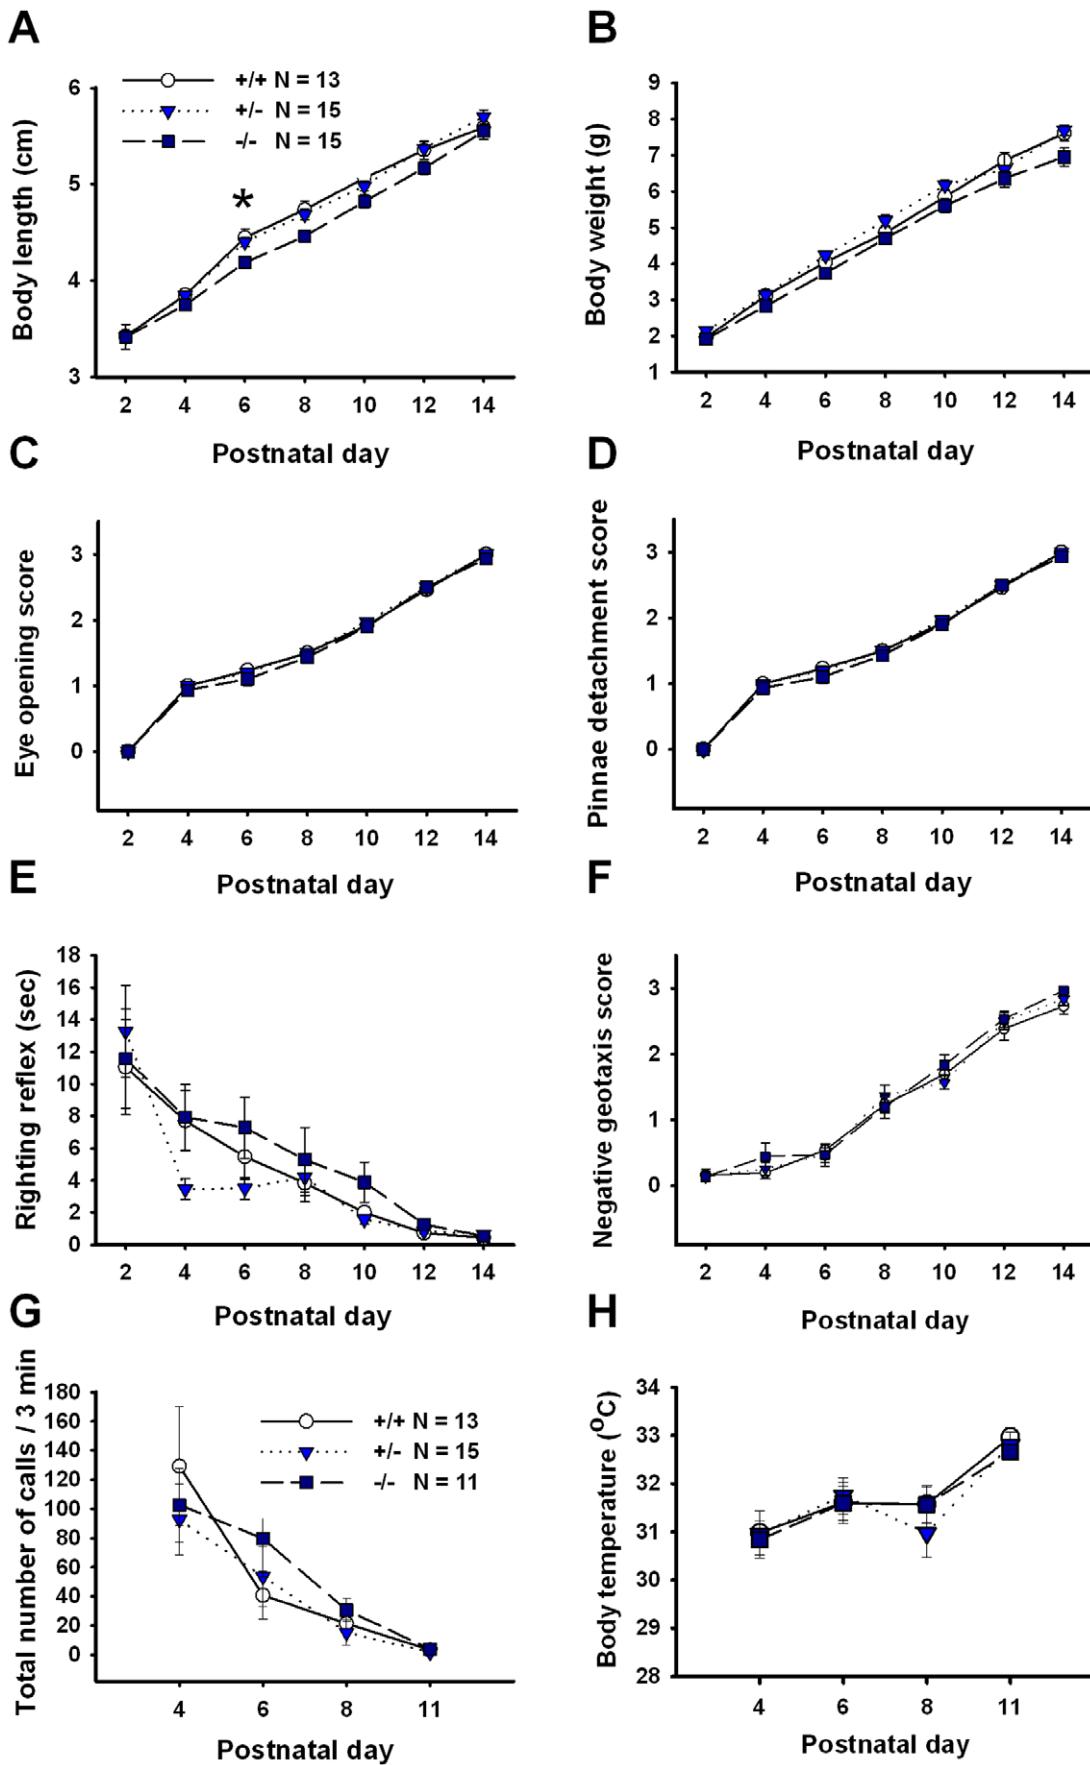 A
Body length (cm)
6
5
4
3
+/+ N = 13
+/- N = 15
-/- N = 15
*
2 4 6 8 10 12 14
Postnatal day
B
Body weight (g)
9
8
7
6
5
4
3
2
1
2 4 6 8 10 12 14
Postnatal day
C
Eye opening score
3
2
1
0
2 4 6 8 10 12 14
Postnatal day
D
Pinnae detachment score
3
2
1
0
2 4 6 8 10 12 14
Postnatal day
E
Righting reflex (sec)
18
16
14
12
10
8
6
4
2
0
2 4 6 8 10 12 14
Postnatal day
F
Negative geotaxis score
3
2
1
0
2 4 6 8 10 12 14
Postnatal day
G
Total number of calls / 3 min
180
160
140
120
100
80
60
40
20
0
+/+ N = 13
+/- N = 15
-/- N = 11
4 6 8 11
Postnatal day
H
Body temperature (ºC)
34
33
32
31
30
29
28
4 6 8 11
Postnatal day